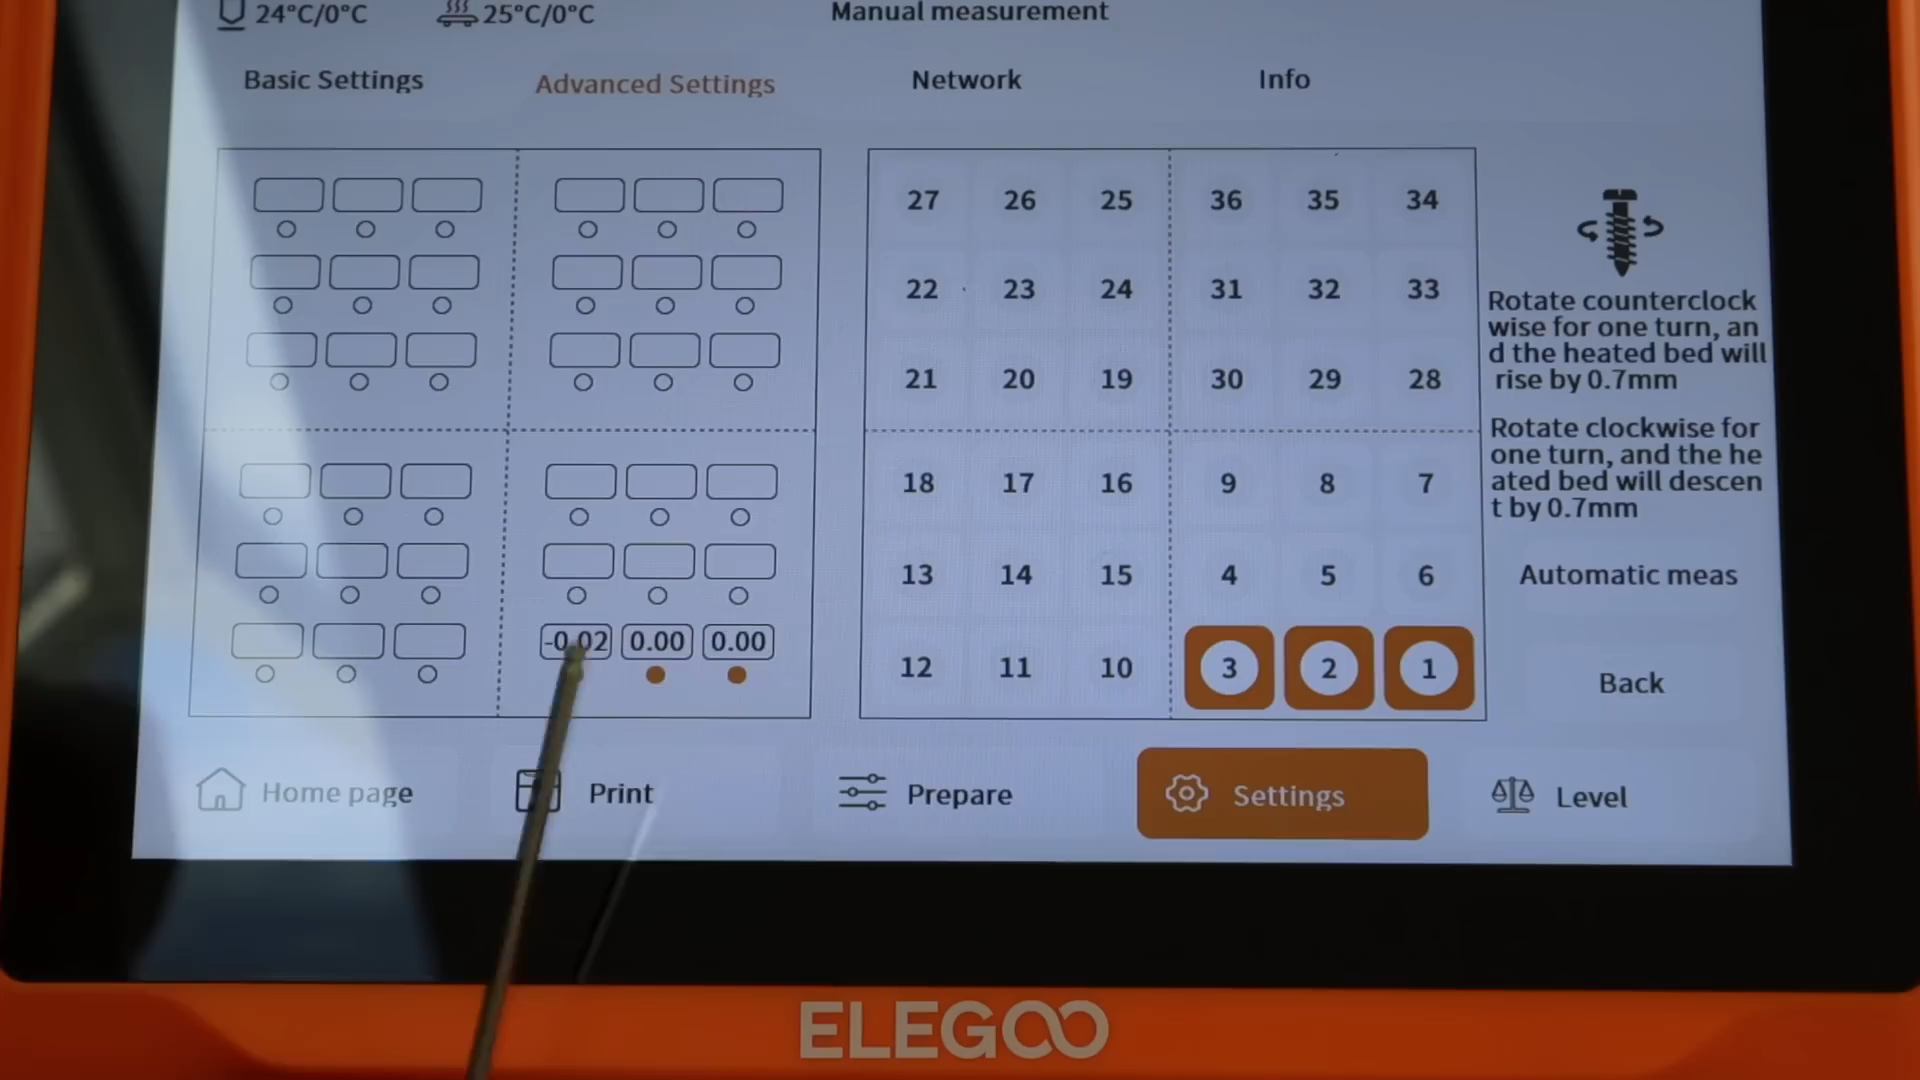 24°C/0°C 25°C/0°C Manual measurement
Basic Settings Advanced Settings Network Info
27 26 25 36 35 34
22 23 24 31 32 33
21 20 19 30 29 28
18 17 16 9 8 7
13 14 15 4 5 6
-0.02 0.00 0.00
12 11 10 3 2 1
Rotate counterclock
wise for one turn, an
d the heated bed will
rise by 0.7mm
Rotate clockwise for
one turn, and the he
ated bed will descen
t by 0.7mm
Automatic meas
Back
Home page Print Prepare Settings Level
ELEGOO